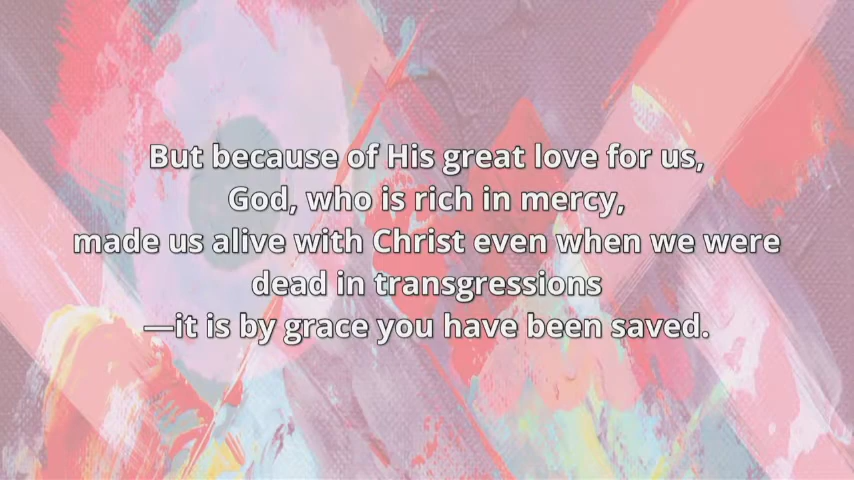 But because of His great love for us,
God, who is rich in mercy,
made us alive with Christ even when we were
dead in transgressions
—it is by grace you have been saved.